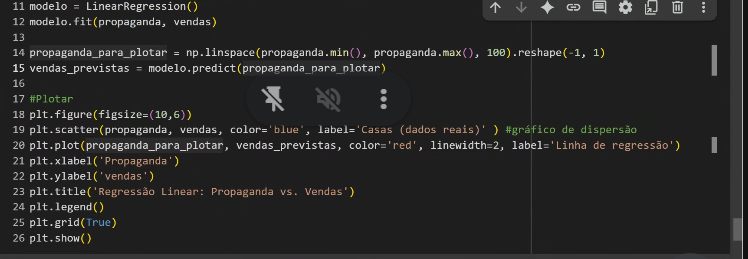 11 modelo = LinearRegression()
12 modelo.fit(propaganda, vendas)
13
14 propaganda_para_plotar = np.linspace(propaganda.min(), propaganda.max(), 100).reshape(-1, 1)
15 vendas_previstas = modelo.predict(propaganda_para_plotar)
16
17 #Plotar
18 plt.figure(figsize=(10,6))
19 plt.scatter(propaganda, vendas, color='blue', label='Casas (dados reais)' ) #gráfico de dispersão
20 plt.plot(propaganda_para_plotar, vendas_previstas, color='red', linewidth=2, label='Linha de regressão')
21 plt.xlabel('Propaganda')
22 plt.ylabel('vendas')
23 plt.title('Regressão Linear: Propaganda vs. Vendas')
24 plt.legend()
25 plt.grid(True)
26 plt.show()